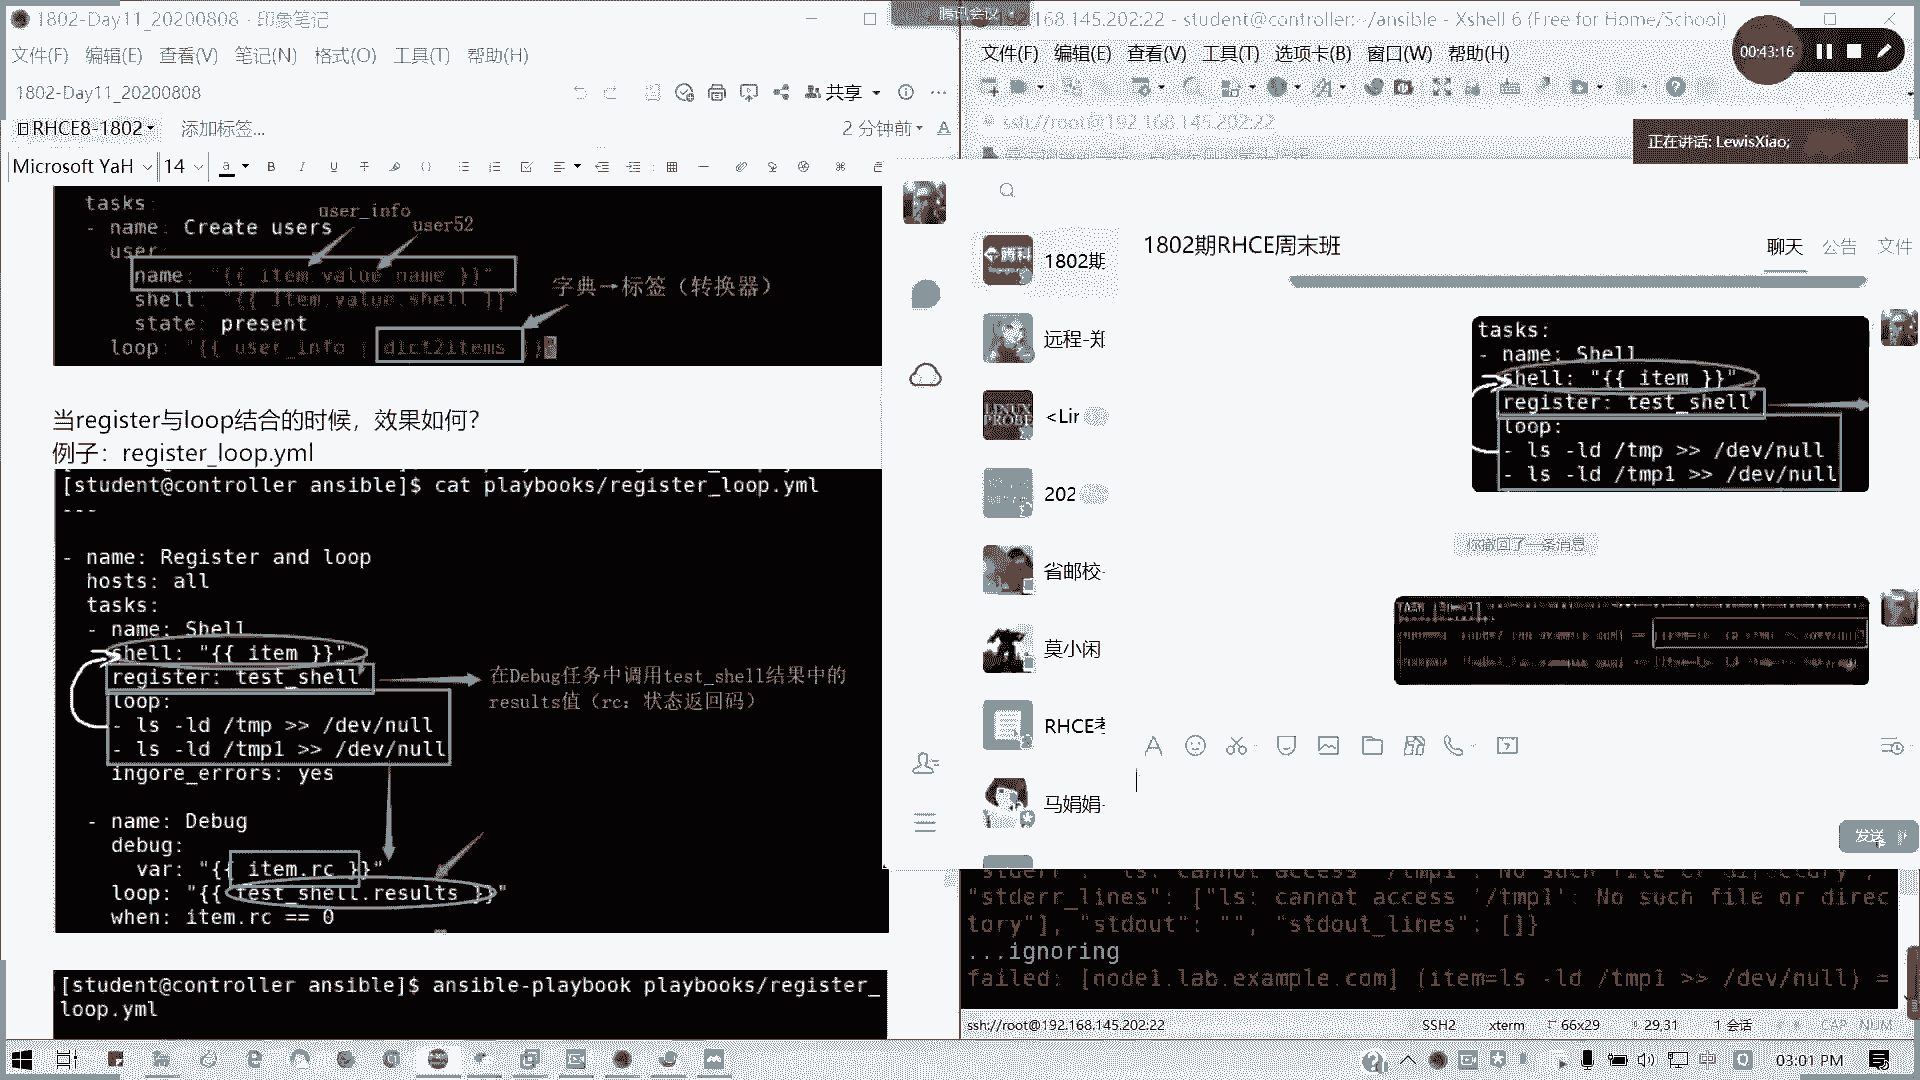 1802-Day11_20200808 - 印象笔记
文件(F) 编辑(E) 查看(V) 笔记(N) 格式(O) 工具(T) 帮助(H)
1802-Day11_20200808
共享
RHCE8-1802
添加标签...
2 分钟前
Microsoft YaH
14
tasks:
- name: Create users
user:
name: "{{ item.value.name }}"
shell: "{{ item.value.shell }}"
state: present
loop: "{{ user_info | dict2items }}
user_info
user52
字典→标签（转换器）
当register与loop结合的时候，效果如何？
例子：register_loop.yml
[student@controller ansible]$ cat playbooks/register_loop.yml
---
- name: Register and loop
hosts: all
tasks:
- name: Shell
shell: "{{ item }}"
register: test_shell
loop:
- ls -ld /tmp >> /dev/null
- ls -ld /tmp1 >> /dev/null
ingore_errors: yes
- name: Debug
debug:
var: "{{ item.rc }}"
loop: "{{ test_shell.results }}"
when: item.rc == 0
在Debug任务中调用test_shell结果中的
results值（rc：状态返回码）
[student@controller ansible]$ ansible-playbook playbooks/register_
loop.yml
腾讯会议
168.145.202:22 - student@controller:~/ansible - Xshell 6 (Free for Home/School)
文件(F) 编辑(E) 查看(V) 工具(T) 选项卡(B) 窗口(W) 帮助(H)
00:43:16
ssh://root@192.168.145.202:22
正在讲话: LewisXiao;
1802期
远程-郑
<Lin
202
省邮校-
莫小闲
RHCE考
马娟娟-
1802期RHCE周末班
聊天 公告 文件
tasks:
- name: Shell
shell: "{{ item }}"
register: test_shell
loop:
- ls -ld /tmp >> /dev/null
- ls -ld /tmp1 >> /dev/null
你撤回了一条消息
发送
"stderr_lines": ["ls: cannot access '/tmp1': No such file or direc
tory"], "stdout": "", "stdout_lines": []}
...ignoring
failed: [node1.lab.example.com] (item=ls -ld /tmp1 >> /dev/null) =
ssh://root@192.168.145.202:22
SSH2
xterm
66x29
29,31
1 会话
CAP NUM
03:01 PM